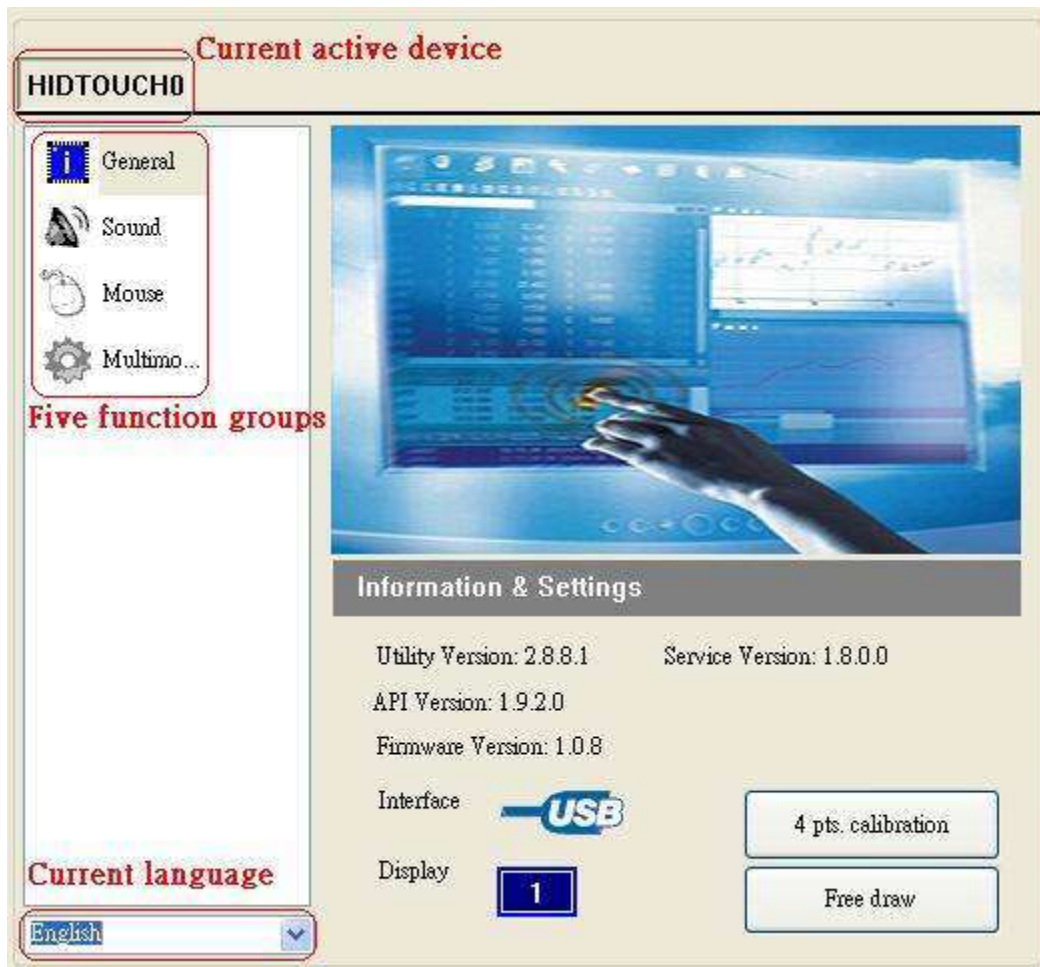 Current active device
HIDTOUCH0
General
Sound
Mouse
Multimo...
Five function groups
Information & Settings
Utility Version: 2.8.8.1 Service Version: 1.8.0.0
API Version: 1.9.2.0
Firmware Version: 1.0.8
Interface USB
4 pts. calibration
Display 1
Free draw
Current language
English